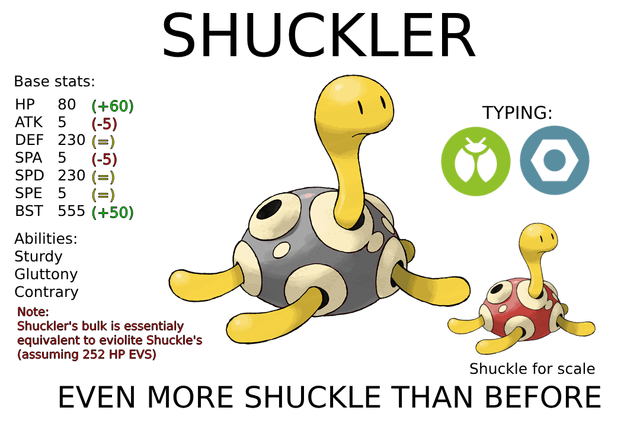 SHUCKLER
Base stats:
HP 80 (+60)
ATK 5 (-5)
DEF 230 (=)
SPA 5 (-5)
SPD 230 (=)
SPE 5 (=)
BST 555 (+50)
Abilities:
Sturdy
Gluttony
Contrary
Note:
Shuckler's bulk is essentialy
equivalent to eviolite Shuckle's
(assuming 252 HP EVS)
TYPING:
Shuckle for scale
EVEN MORE SHUCKLE THAN BEFORE